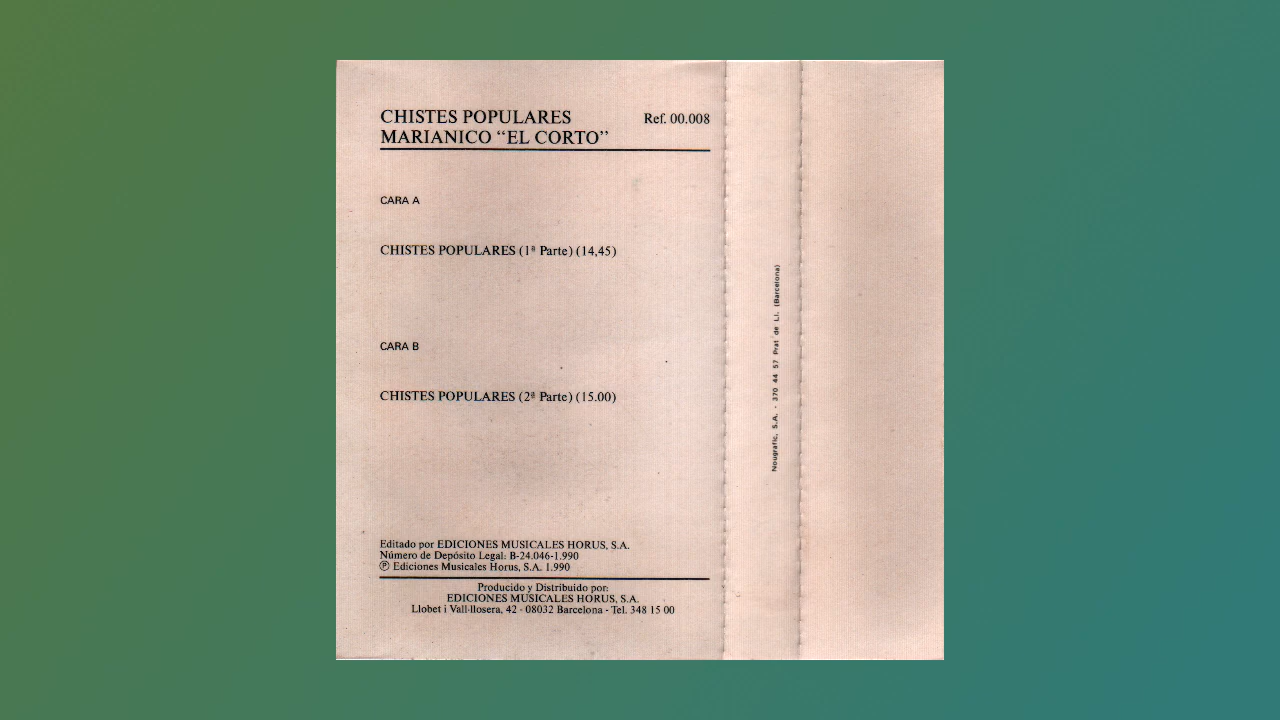 CHISTES POPULARES
MARIANICO “EL CORTO”
Ref. 00.008
CARA A
CHISTES POPULARES (1ª Parte) (14,45)
CARA B
CHISTES POPULARES (2ª Parte) (15.00)
Editado por EDICIONES MUSICALES HORUS, S.A.
Número de Depósito Legal: B-24.046-1.990
Ⓟ Ediciones Musicales Horus, S.A. 1.990
Producido y Distribuido por:
EDICIONES MUSICALES HORUS, S.A.
Llobet i Vall-llosera, 42 - 08032 Barcelona - Tel. 348 15 00
Nougrafic, S.A. - 370 44 57 Prat de Ll. (Barcelona)